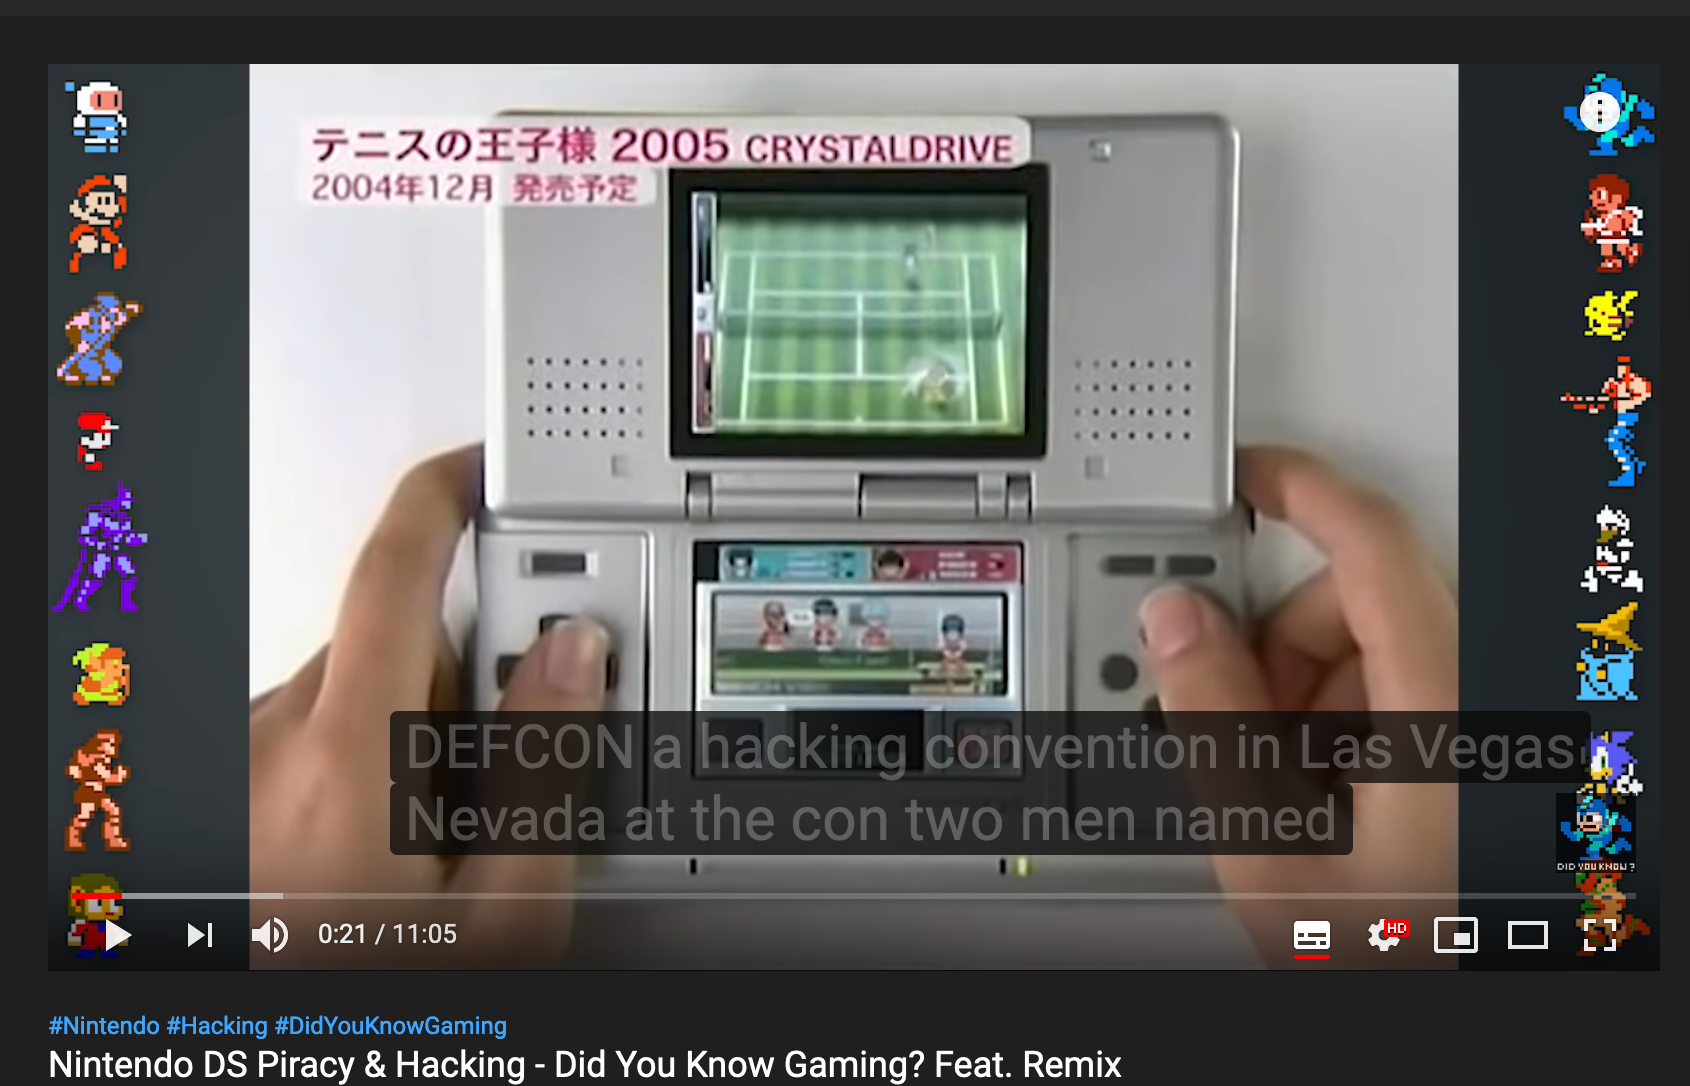 テニスの王子様 2005 CRYSTALDRIVE
2004年12月 発売予定
DEFCON a hacking convention in Las Vegas
Nevada at the con two men named
DID YOU KNOW?
0:21 / 11:05
HD
#Nintendo #Hacking #DidYouKnowGaming
Nintendo DS Piracy & Hacking - Did You Know Gaming? Feat. Remix